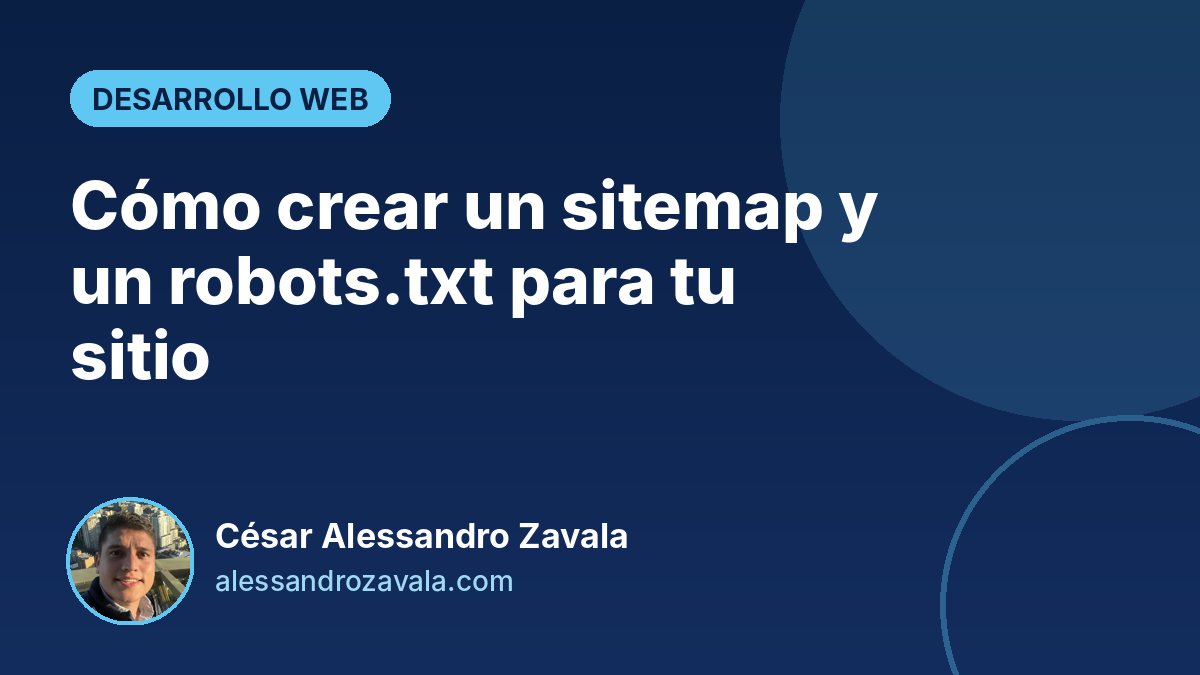 DESARROLLO WEB
Cómo crear un sitemap y
un robots.txt para tu
sitio
César Alessandro Zavala
alessandrozavala.com